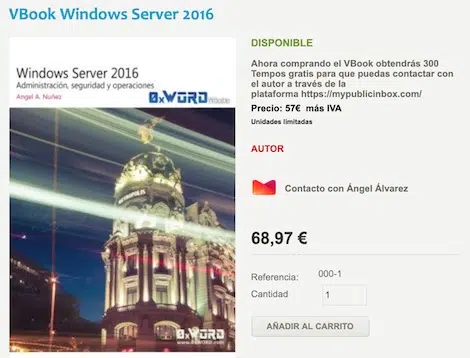 VBook Windows Server 2016
Windows Server 2016
Administración, seguridad y operaciones
Angel A. Nuñez
0xWORD
0xWORD
www.0xWORD.com
DISPONIBLE
Ahora comprando el VBook obtendrás 300
Tempos gratis para que puedas contactar con
el autor a través de la
plataforma https://mypublicinbox.com/
Precio: 57€ más IVA
Unidades limitadas
AUTOR
Contacto con Ángel Álvarez
68,97 €
Referencia: 000-1
Cantidad 1
AÑADIR AL CARRITO